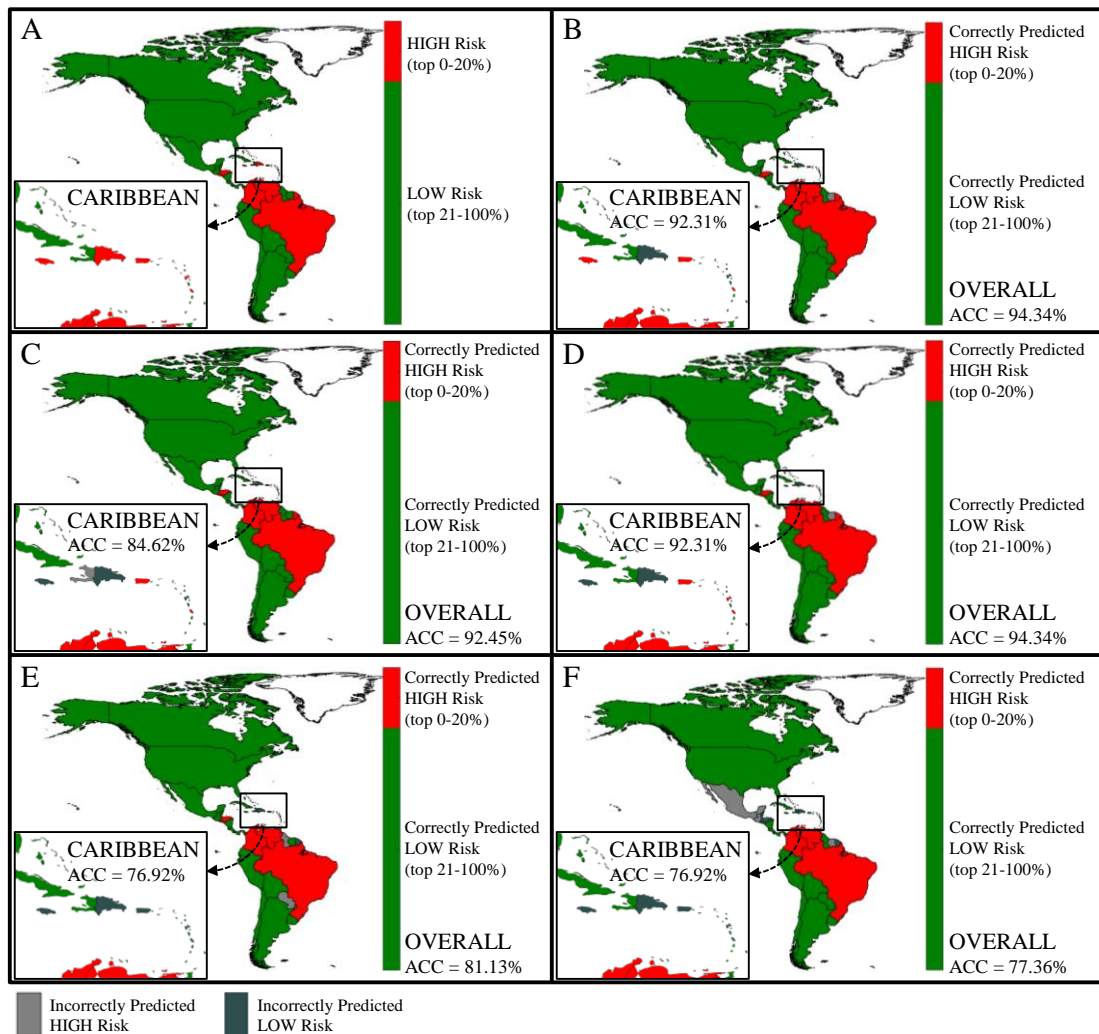 A
HIGH Risk
(top 0-20%)
CARIBBEAN
LOW Risk
(top 21-100%)
B
Correctly Predicted
HIGH Risk
(top 0-20%)
CARIBBEAN
ACC = 92.31%
Correctly Predicted
LOW Risk
(top 21-100%)
OVERALL
ACC = 94.34%
C
Correctly Predicted
HIGH Risk
(top 0-20%)
CARIBBEAN
ACC = 84.62%
Correctly Predicted
LOW Risk
(top 21-100%)
OVERALL
ACC = 92.45%
D
Correctly Predicted
HIGH Risk
(top 0-20%)
CARIBBEAN
ACC = 92.31%
Correctly Predicted
LOW Risk
(top 21-100%)
OVERALL
ACC = 94.34%
E
Correctly Predicted
HIGH Risk
(top 0-20%)
CARIBBEAN
ACC = 76.92%
Correctly Predicted
LOW Risk
(top 21-100%)
OVERALL
ACC = 81.13%
F
Correctly Predicted
HIGH Risk
(top 0-20%)
CARIBBEAN
ACC = 76.92%
Correctly Predicted
LOW Risk
(top 21-100%)
OVERALL
ACC = 77.36%
Incorrectly Predicted
HIGH Risk
Incorrectly Predicted
LOW Risk